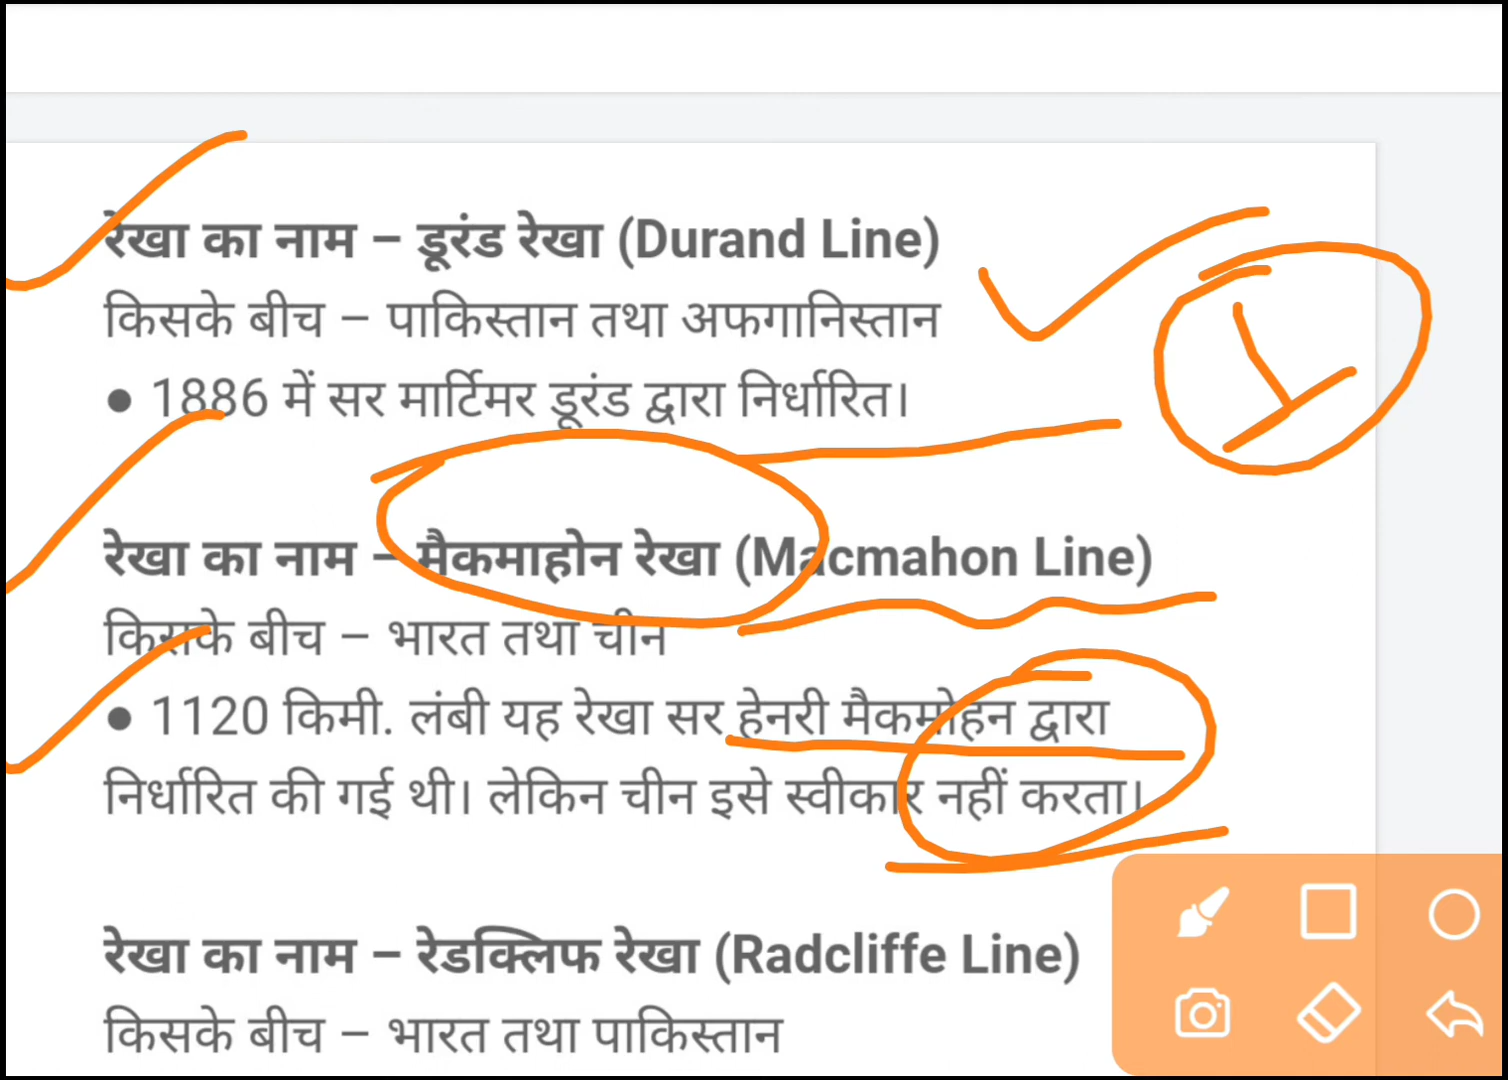 रेखा का नाम – डूरंड रेखा (Durand Line)
किसके बीच – पाकिस्तान तथा अफगानिस्तान
● 1886 में सर मार्टिमर डूरंड द्वारा निर्धारित।
रेखा का नाम – मैकमाहोन रेखा (Macmahon Line)
किसके बीच – भारत तथा चीन
● 1120 किमी. लंबी यह रेखा सर हेनरी मैकमोहन द्वारा
निर्धारित की गई थी। लेकिन चीन इसे स्वीकार नहीं करता।
रेखा का नाम – रेडक्लिफ रेखा (Radcliffe Line)
किसके बीच – भारत तथा पाकिस्तान